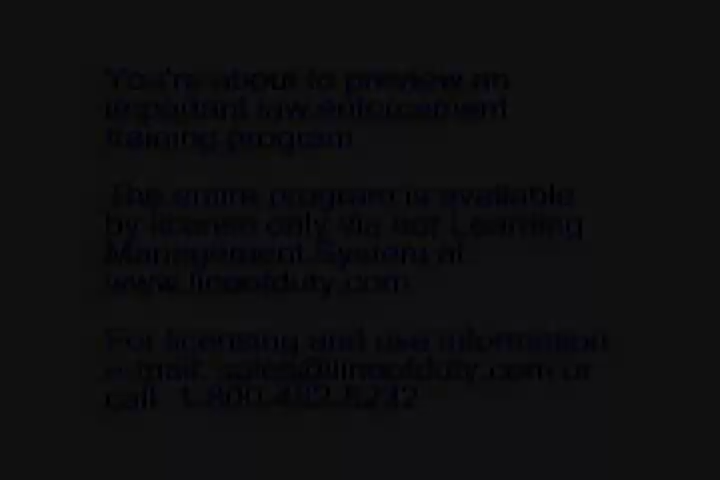 You're about to preview an
important law enforcement
training program.
The entire program is available
by license only via our Learning
Management System at
www.lineofduty.com
For licensing and use information
e-mail: sales@lineofduty.com or
call